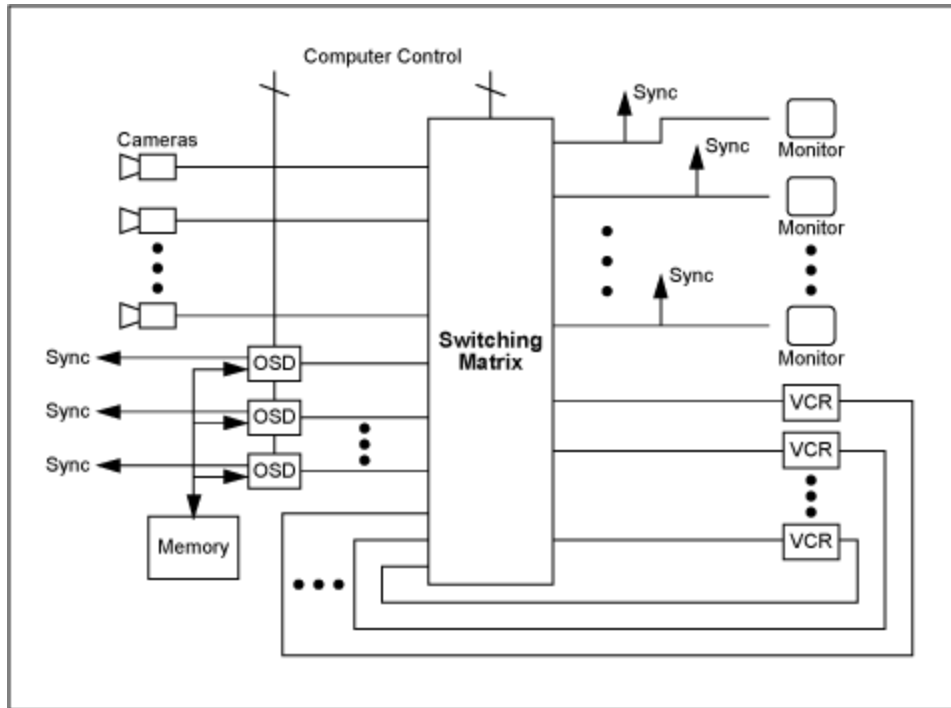 Computer Control
Sync
Monitor
Cameras
Sync
Monitor
Sync
Monitor
Switching
Matrix
Sync
OSD
Sync
OSD
Sync
OSD
Memory
VCR
VCR
VCR